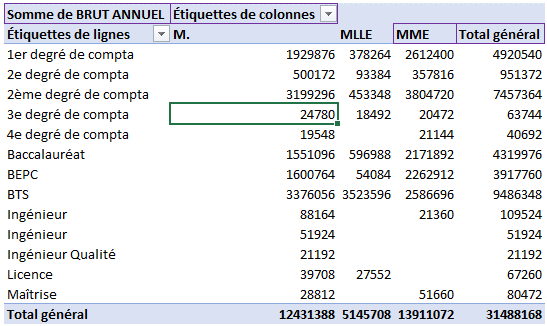 Somme de BRUT ANNUEL Étiquettes de colonnes
Étiquettes de lignes M. MLLE MME Total général
1er degré de compta 1929876 378264 2612400 4920540
2e degré de compta 500172 93384 357816 951372
2ème degré de compta 3199296 453348 3804720 7457364
3e degré de compta 24780 18492 20472 63744
4e degré de compta 19548 21144 40692
Baccalauréat 1551096 596988 2171892 4319976
BEPC 1600764 54084 2262912 3917760
BTS 3376056 3523596 2586696 9486348
Ingénieur 88164 21360 109524
Ingénieur 51924 51924
Ingénieur Qualité 21192 21192
Licence 39708 27552 67260
Maîtrise 28812 51660 80472
Total général 12431388 5145708 13911072 31488168